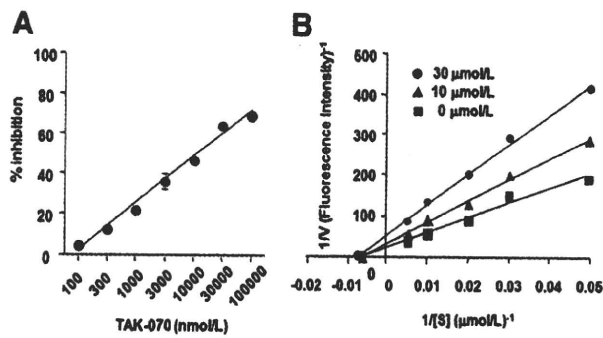 A
% inhibition
100
80
60
40
20
0
100
300
1000
3000
10000
30000
100000
TAK-070 (nmol/L)
B
1/V (Fluorescence Intensity)-1
500
400
300
200
100
0
30 μmol/L
10 μmol/L
0 μmol/L
-0.02 -0.01 0 0.01 0.02 0.03 0.04 0.05
1/[S] (μmol/L)-1